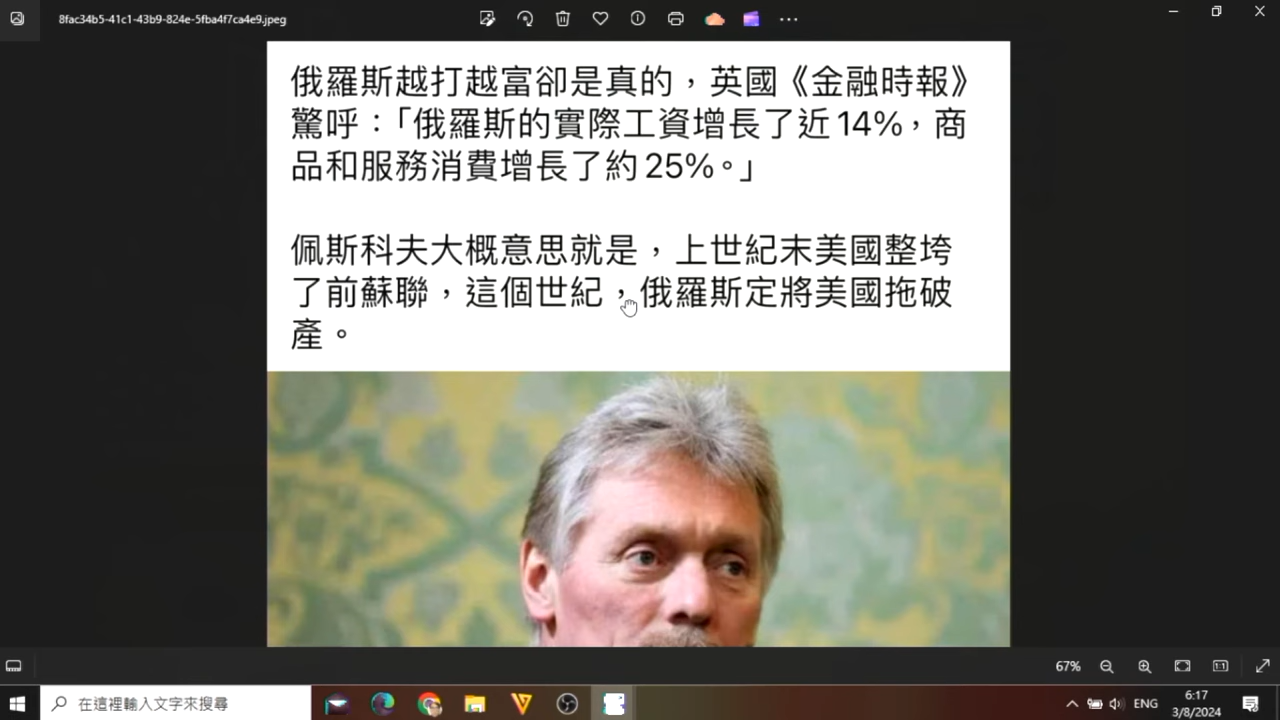 8fac34b5-41c1-43b9-824e-5fba4f7ca4e9.jpeg
俄羅斯越打越富卻是真的，英國《金融時報》
驚呼：「俄羅斯的實際工資增長了近 14%，商
品和服務消費增長了約 25%。」
佩斯科夫大概意思就是，上世紀末美國整垮
了前蘇聯，這個世紀，俄羅斯定將美國拖破
產。
67%
1:1
在這裡輸入文字來搜尋
ENG
6:17
3/8/2024